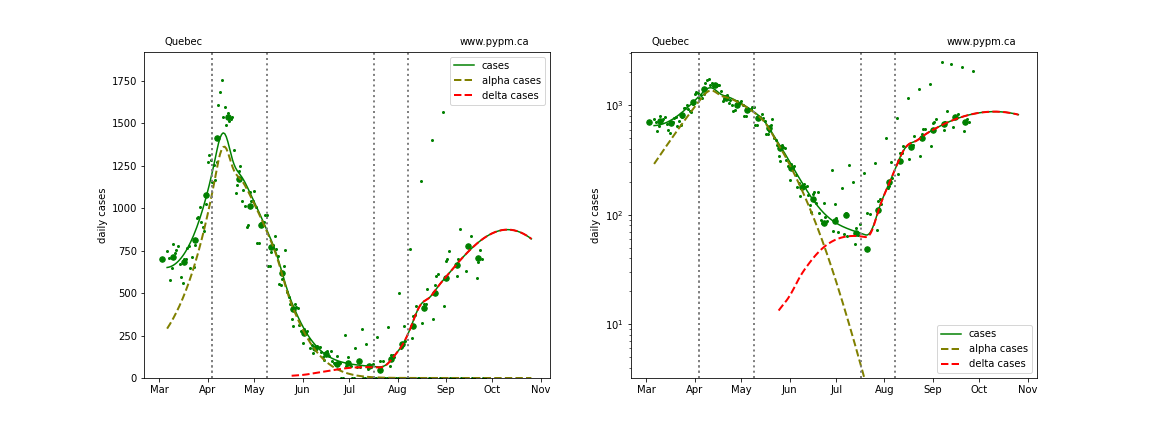 Quebec www.pypm.ca
cases
alpha cases
delta cases
daily cases
1750
1500
1250
1000
750
500
250
0
Mar Apr May Jun Jul Aug Sep Oct Nov
Quebec www.pypm.ca
daily cases
10³
10²
10¹
cases
alpha cases
delta cases
Mar Apr May Jun Jul Aug Sep Oct Nov